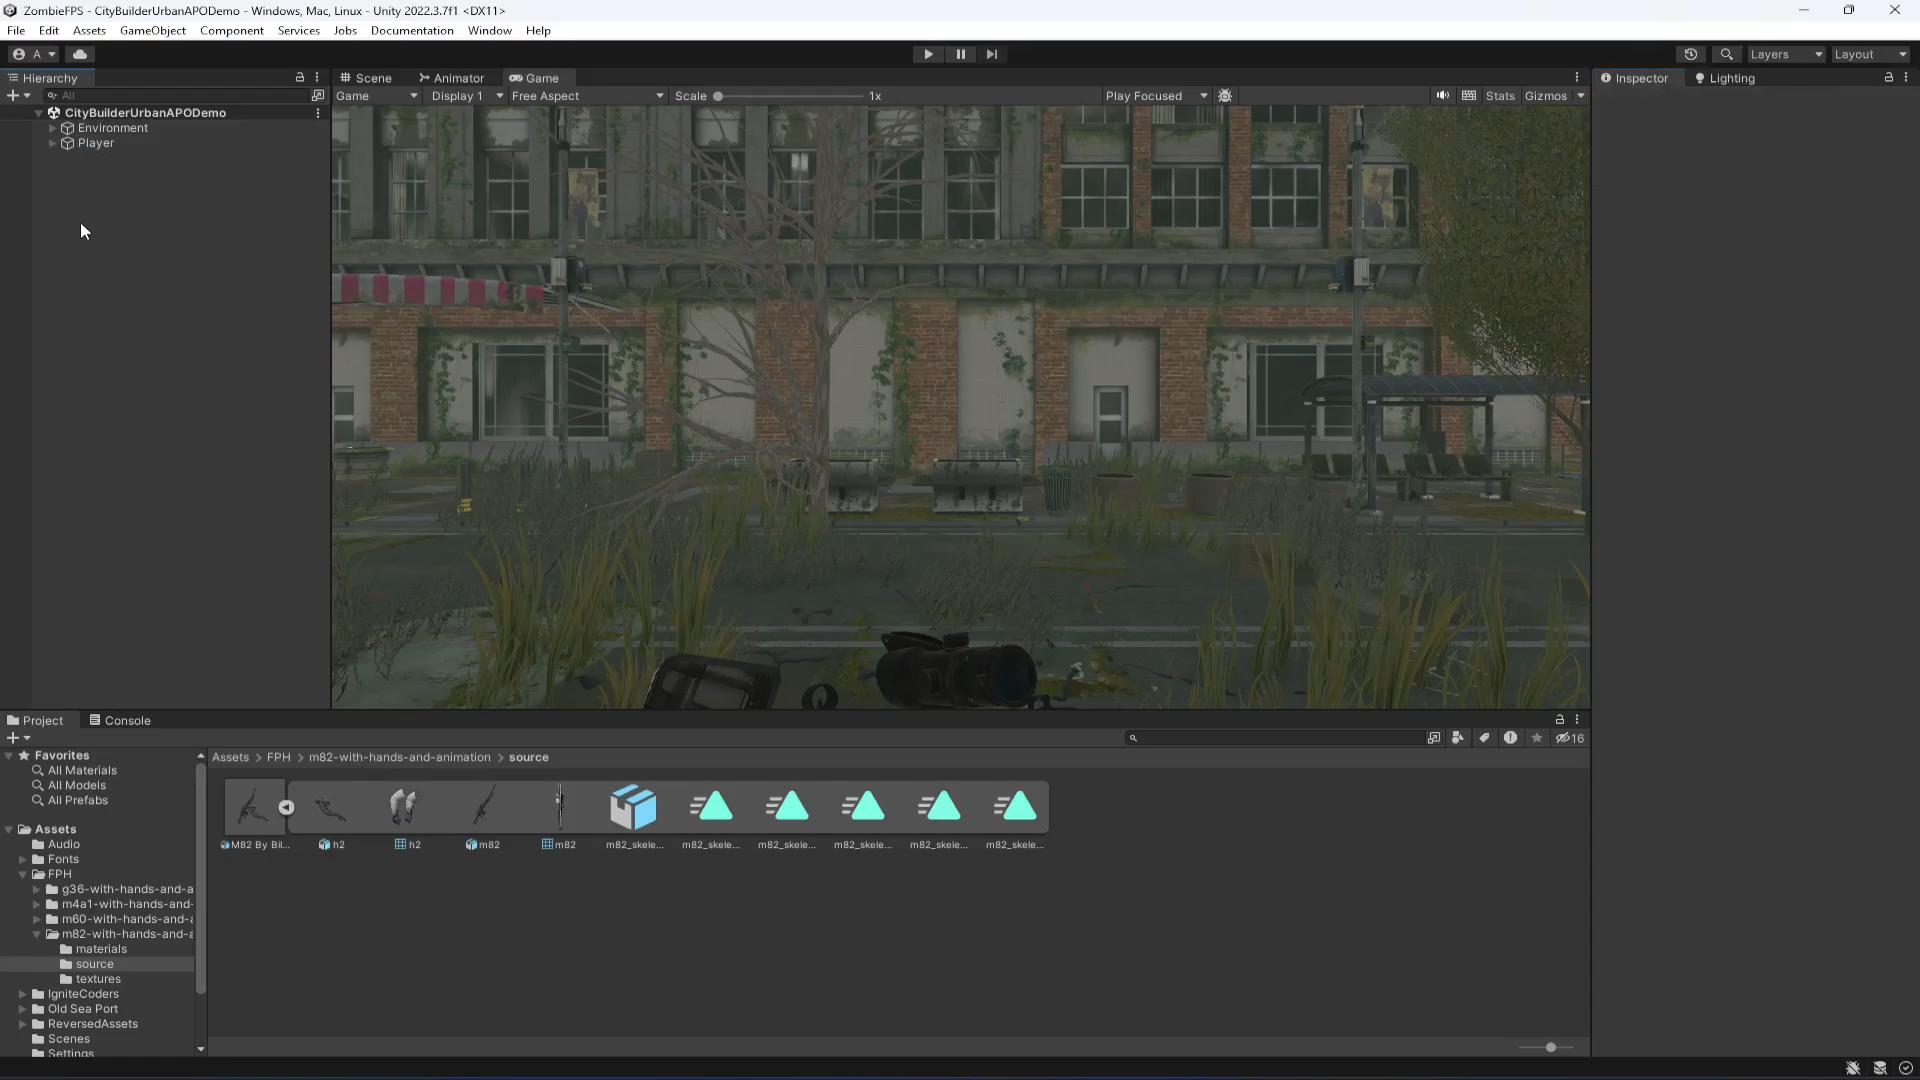 ZombieFPS - CityBuilderUrbanAPODemo - Windows, Mac, Linux - Unity 2022.3.7f1 <DX11>
File Edit Assets GameObject Component Services Jobs Documentation Window Help
A Layers Layout
Hierarchy Scene Animator Game Inspector Lighting
All Game Display 1 Free Aspect Scale 1x Play Focused Stats Gizmos
CityBuilderUrbanAPODemo
Environment
Player
Project Console
16
Favorites
All Materials
All Models
All Prefabs
Assets > FPH > m82-with-hands-and-animation > source
M82 By Bil... h2 h2 m82 m82 m82_skele... m82_skele... m82_skele... m82_skele... m82_skele... m82_skele...
Assets
Audio
Fonts
FPH
g36-with-hands-and-a
m4a1-with-hands-and-
m60-with-hands-and-a
m82-with-hands-and-a
materials
source
textures
IgniteCoders
Old Sea Port
ReversedAssets
Scenes
Settings